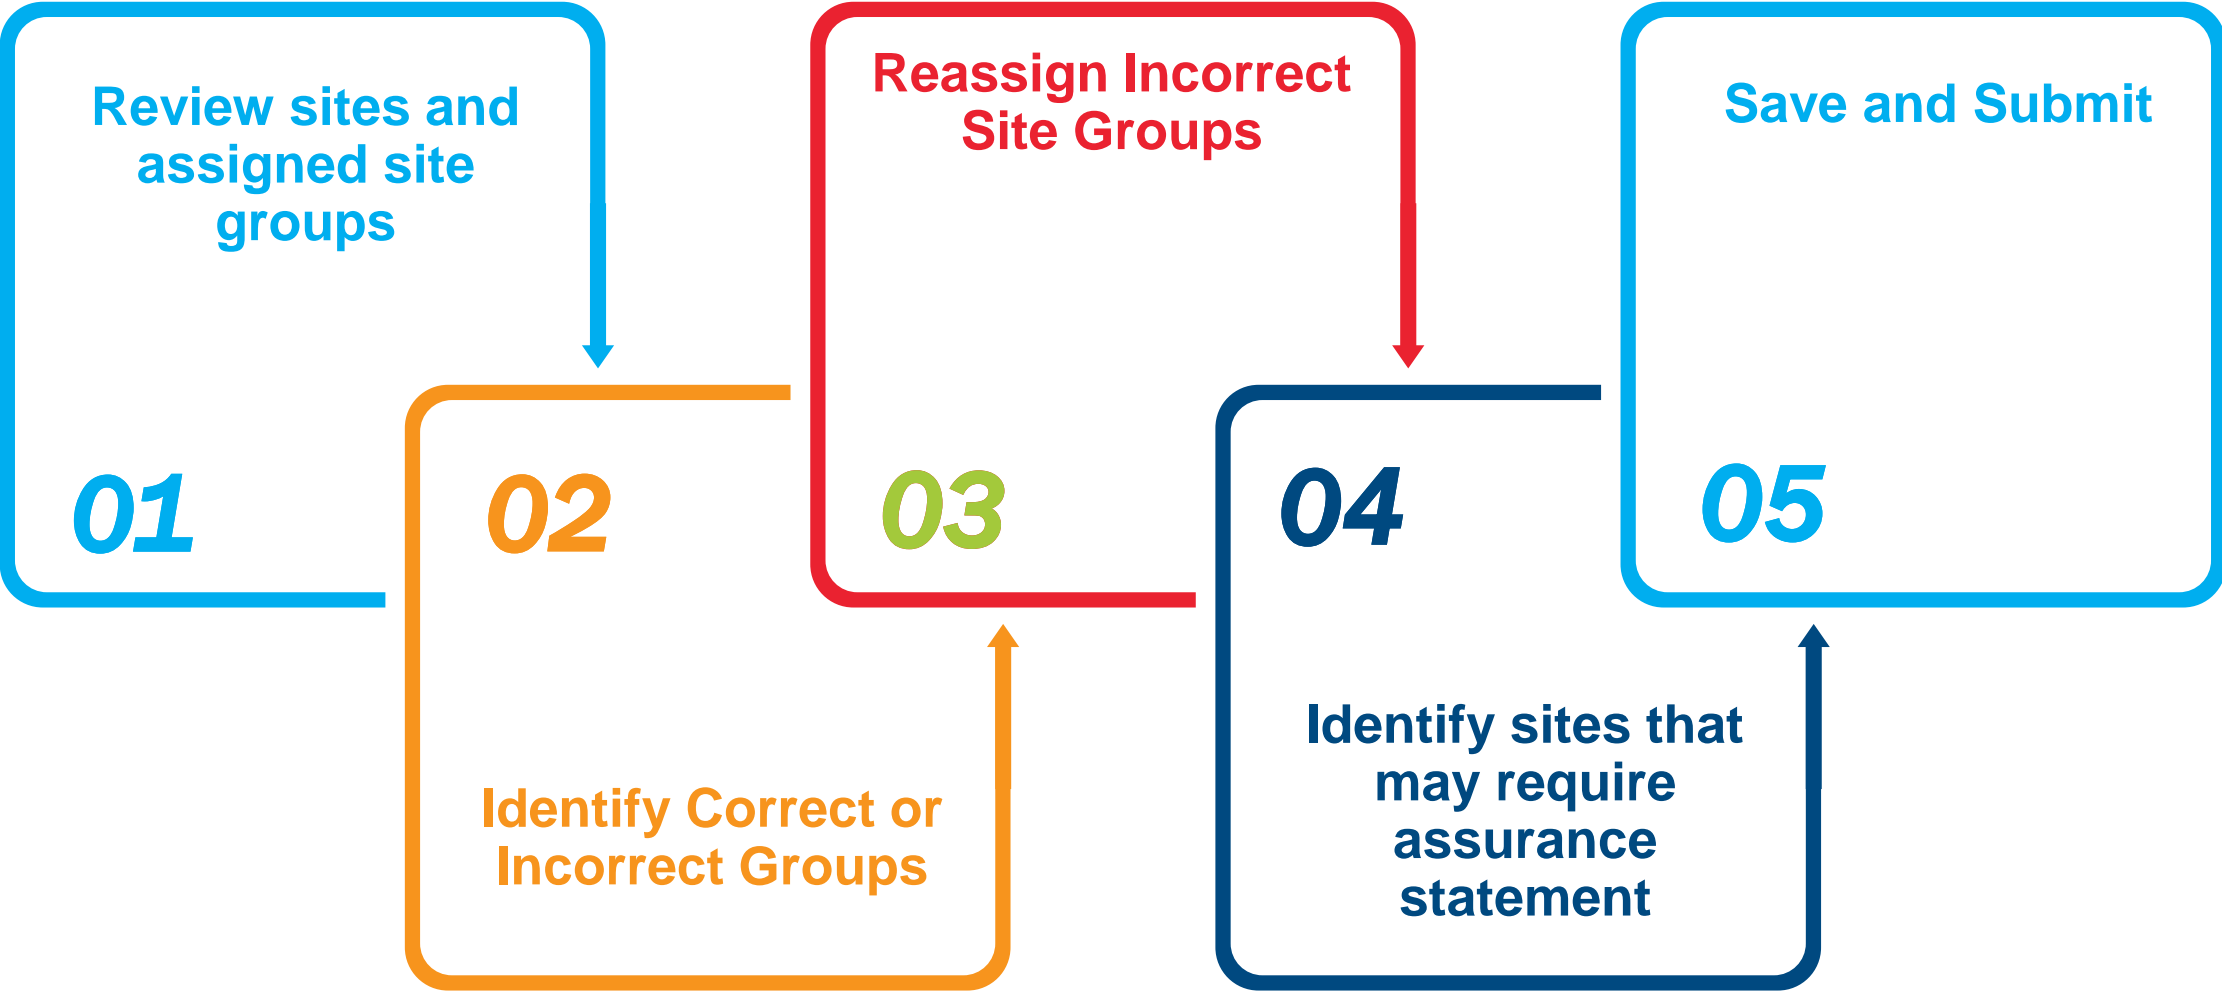 Review sites and
assigned site
groups
01
02
Identify Correct or
Incorrect Groups
Reassign Incorrect
Site Groups
03
04
Identify sites that
may require
assurance
statement
Save and Submit
05